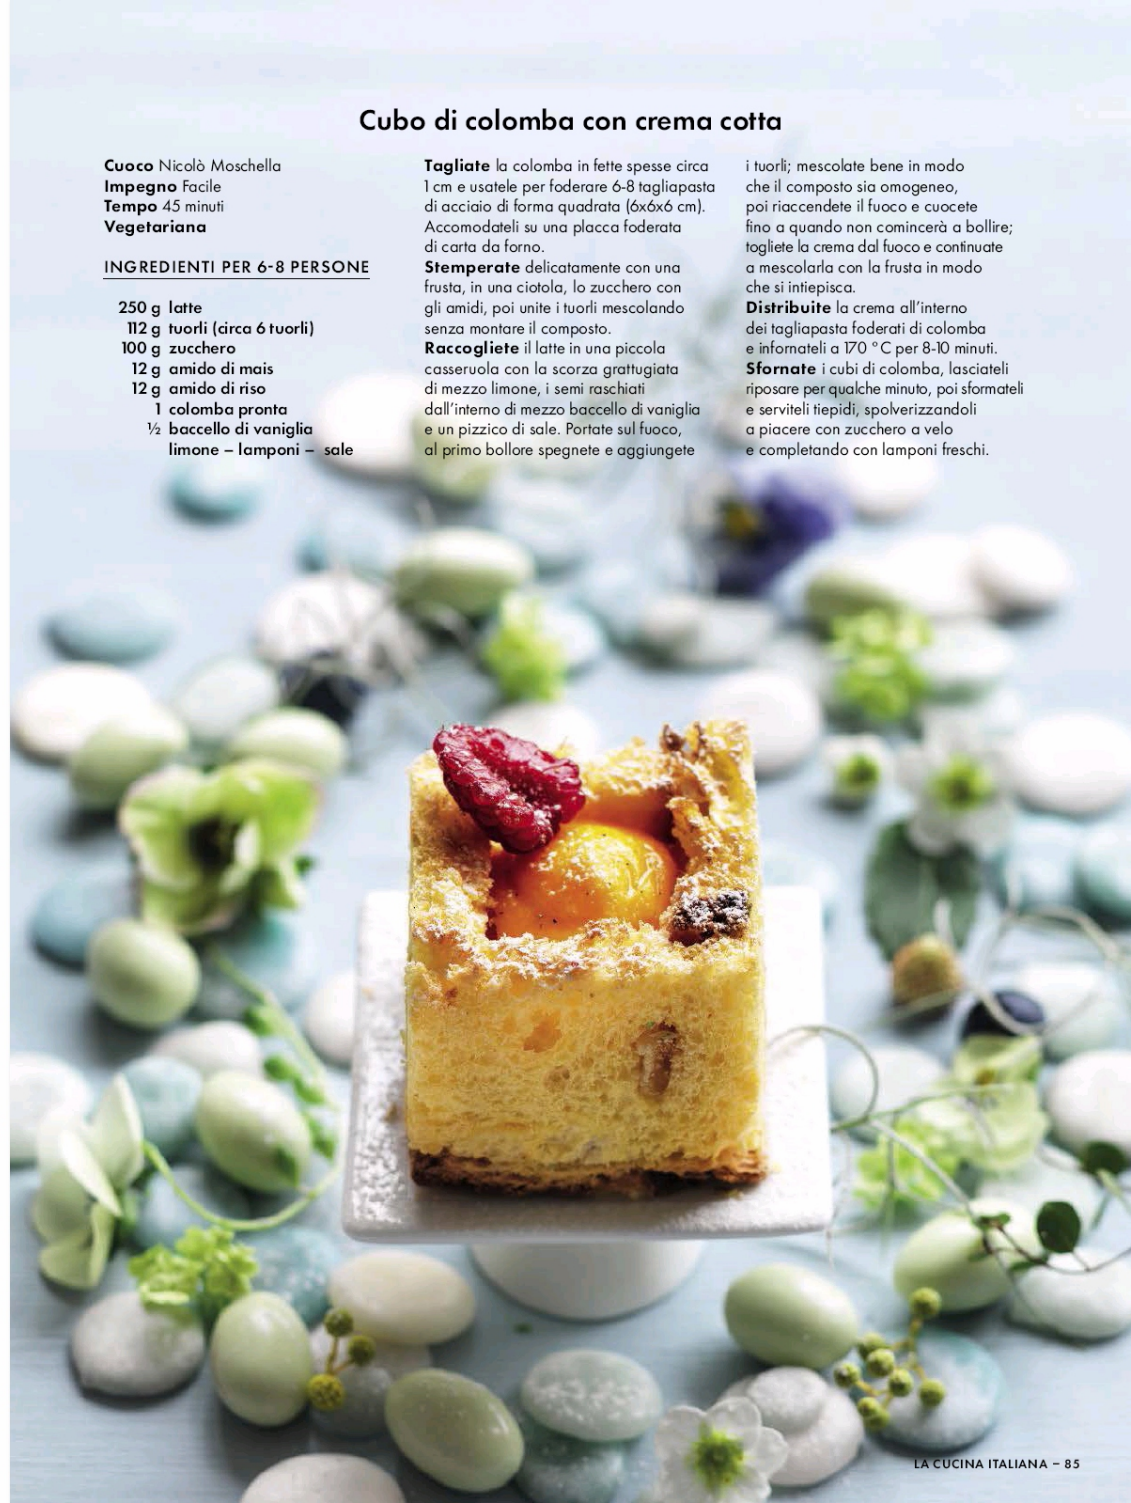 Cubo di colomba con crema cotta
Cuoco Nicolò Moschella
Impegno Facile
Tempo 45 minuti
Vegetariana
INGREDIENTI PER 6-8 PERSONE
250 g latte
112 g tuorli (circa 6 tuorli)
100 g zucchero
12 g amido di mais
12 g amido di riso
1 colomba pronta
½ baccello di vaniglia
limone – lamponi – sale
Tagliate la colomba in fette spesse circa
1 cm e usatele per foderare 6-8 tagliapasta
di acciaio di forma quadrata (6x6x6 cm).
Accomodateli su una placca foderata
di carta da forno.
Stemperate delicatamente con una
frusta, in una ciotola, lo zucchero con
gli amidi, poi unite i tuorli mescolando
senza montare il composto.
Raccogliete il latte in una piccola
casseruola con la scorza grattugiata
di mezzo limone, i semi raschiati
dall'interno di mezzo baccello di vaniglia
e un pizzico di sale. Portate sul fuoco,
al primo bollore spegnete e aggiungete
i tuorli; mescolate bene in modo
che il composto sia omogeneo,
poi riaccendete il fuoco e cuocete
fino a quando non comincerà a bollire;
togliete la crema dal fuoco e continuate
a mescolarla con la frusta in modo
che si intiepisca.
Distribuite la crema all'interno
dei tagliapasta foderati di colomba
e infornateli a 170 °C per 8-10 minuti.
Sfornate i cubi di colomba, lasciateli
riposare per qualche minuto, poi sformateli
e serviteli tiepidi, spolverizzandoli
a piacere con zucchero a velo
e completando con lamponi freschi.
LA CUCINA ITALIANA – 85